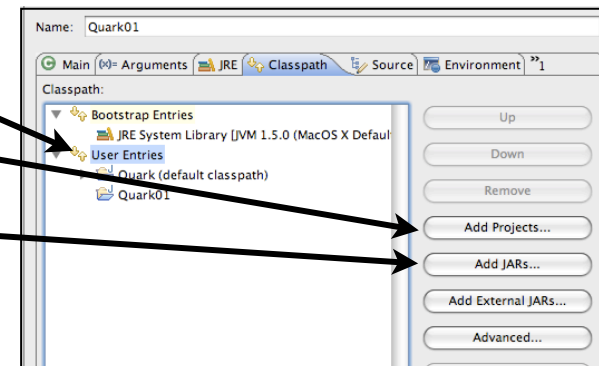 Name: Quark01
Main (x)= Arguments JRE Classpath Source Environment »1
Classpath:
Bootstrap Entries
JRE System Library [JVM 1.5.0 (MacOS X Defaul
User Entries
Quark (default classpath)
Quark01
Up
Down
Remove
Add Projects...
Add JARs...
Add External JARs...
Advanced...